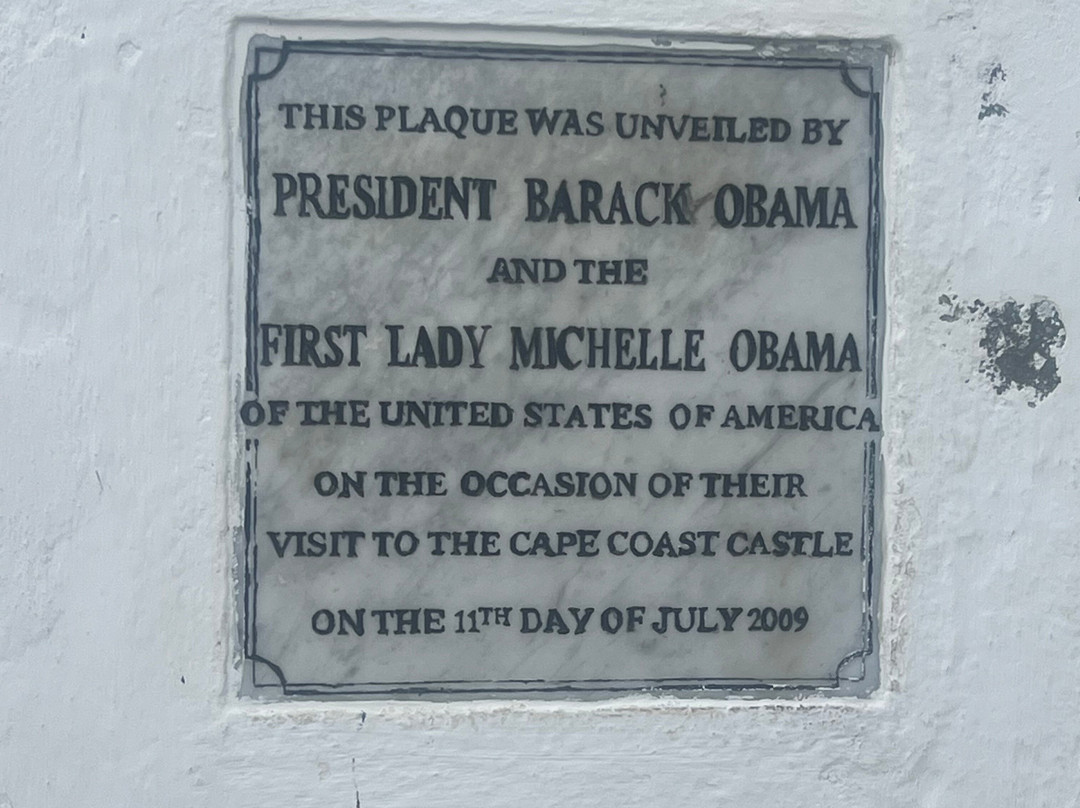 THIS PLAQUE WAS UNVEILED BY
PRESIDENT BARACK OBAMA
AND THE
FIRST LADY MICHELLE OBAMA
OF THE UNITED STATES OF AMERICA
ON THE OCCASION OF THEIR
VISIT TO THE CAPE COAST CASTLE
ON THE 11TH DAY OF JULY 2009